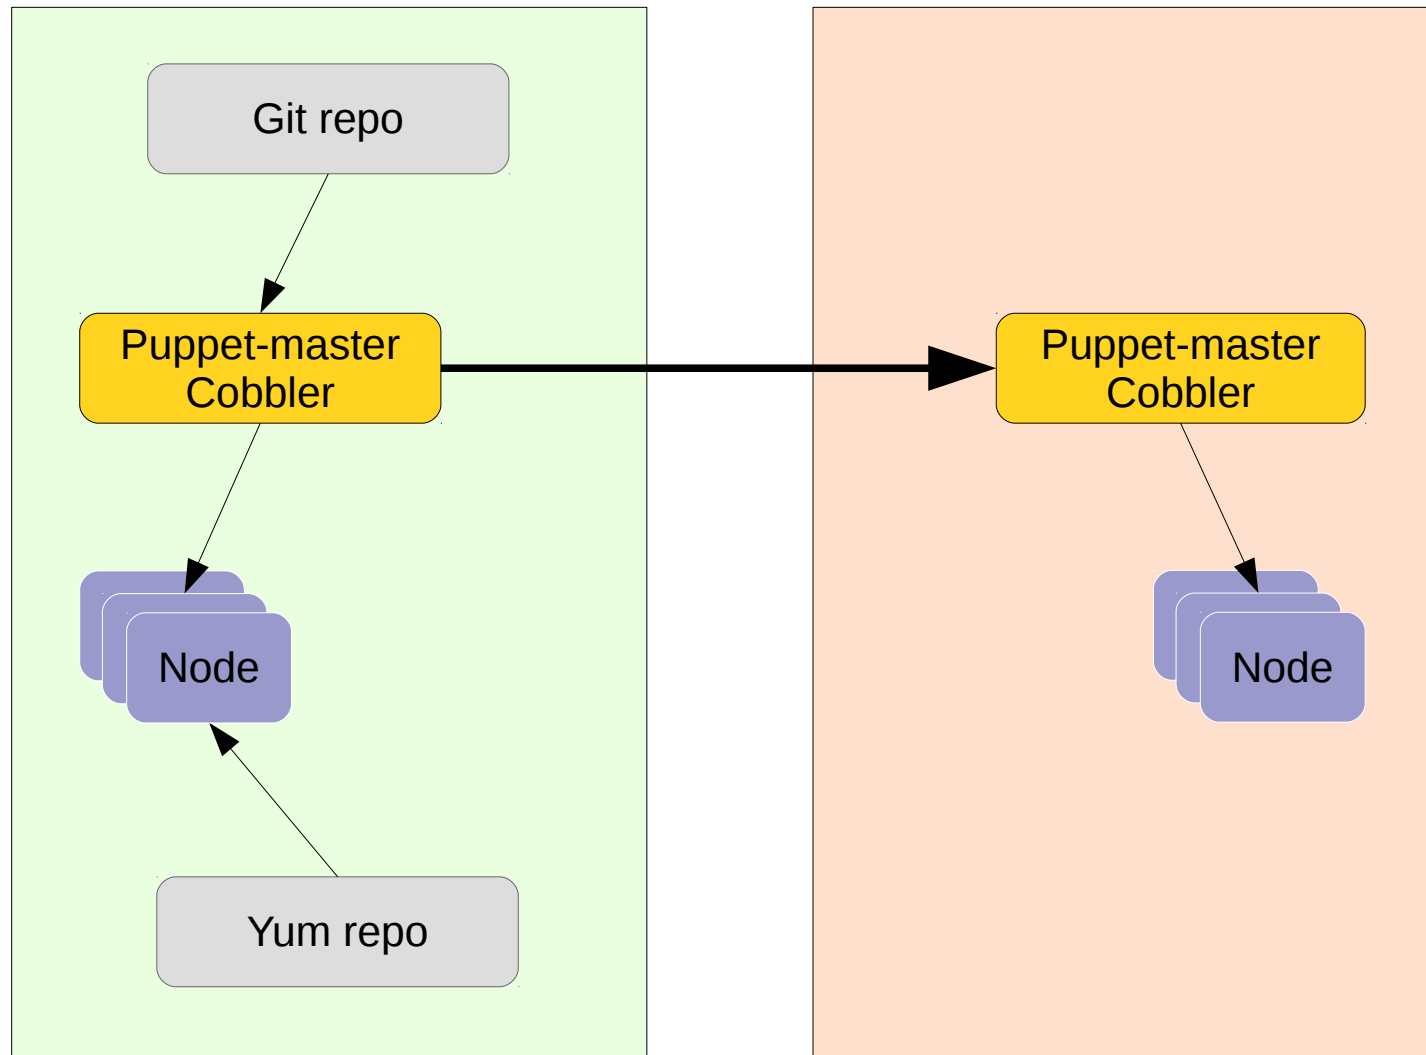 Git repo
Puppet-master
Cobbler
Puppet-master
Cobbler
Node
Node
Yum repo